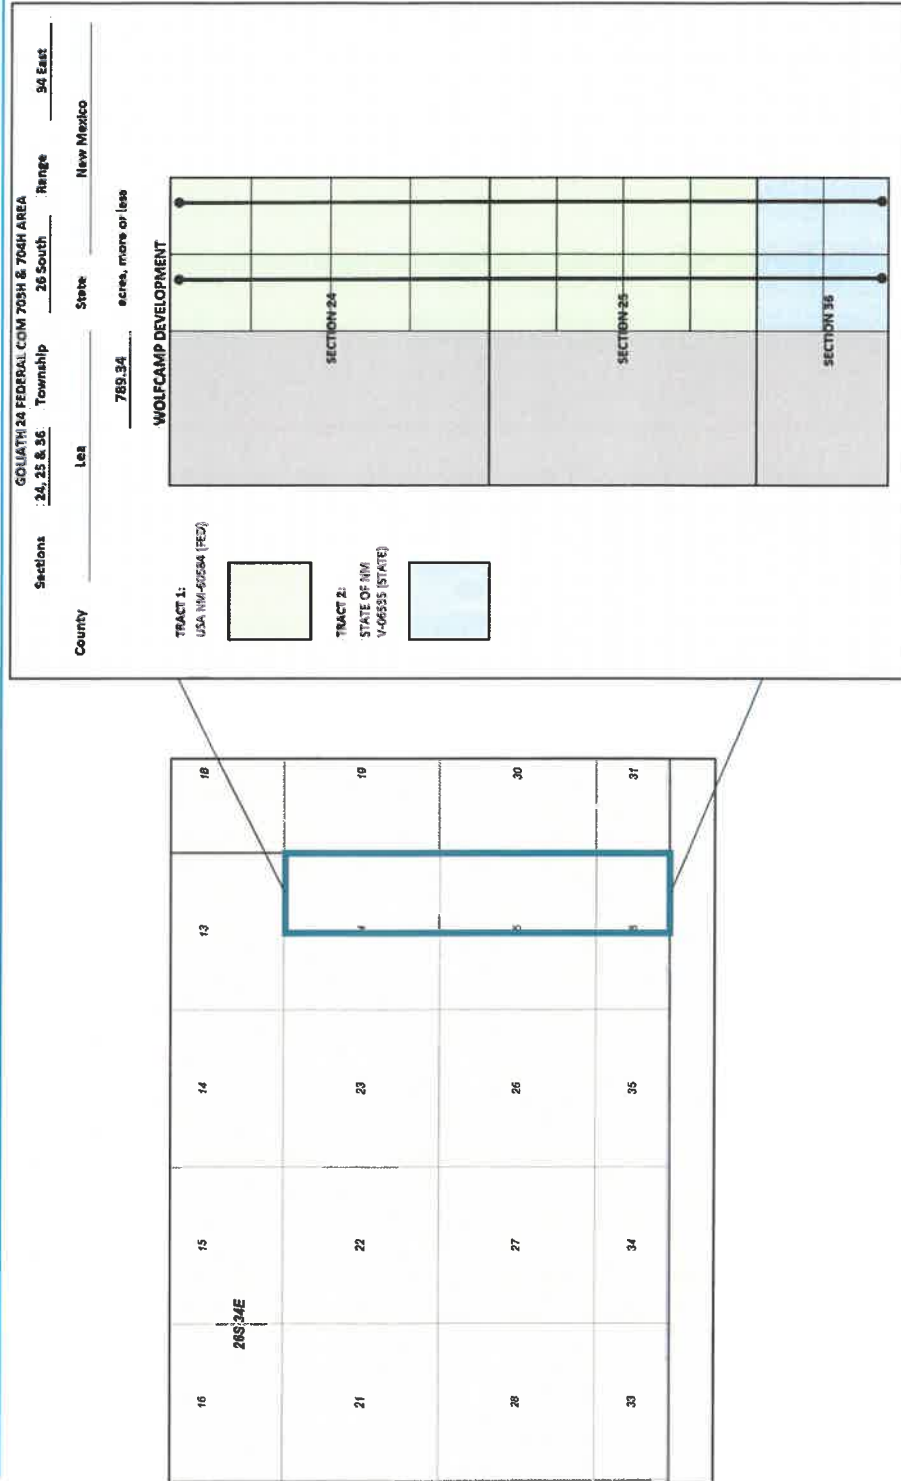 GOLIATH 24 FEDERAL COM 703H & 704H AREA
Sections 24, 25 & 36 Township 26 South Range 34 East
County Lea State New Mexico
789.34 acres, more or less
WOLFCAMP DEVELOPMENT
TRACT 1:
USA NM-60584 (FED)
TRACT 2:
STATE OF NM
V-06535 (STATE)
SECTION 24
SECTION 25
SECTION 36
16 15 14 13 18
26S 34E
21 22 23 19
28 27 26 30
33 34 35 31